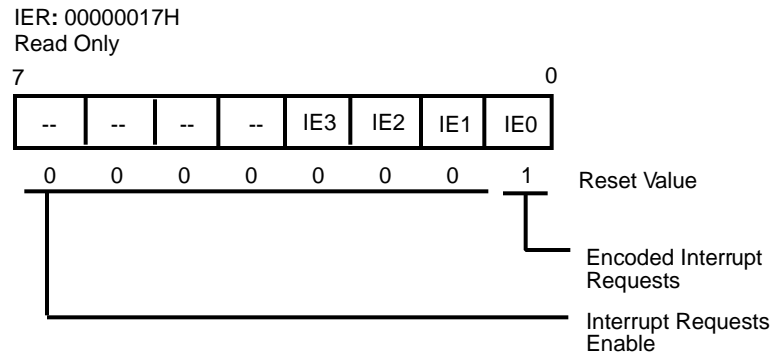 IER: 00000017H
Read Only
7 0
-- -- -- -- IE3 IE2 IE1 IE0
0 0 0 0 0 0 0 1 Reset Value
Encoded Interrupt
Requests
Interrupt Requests
Enable